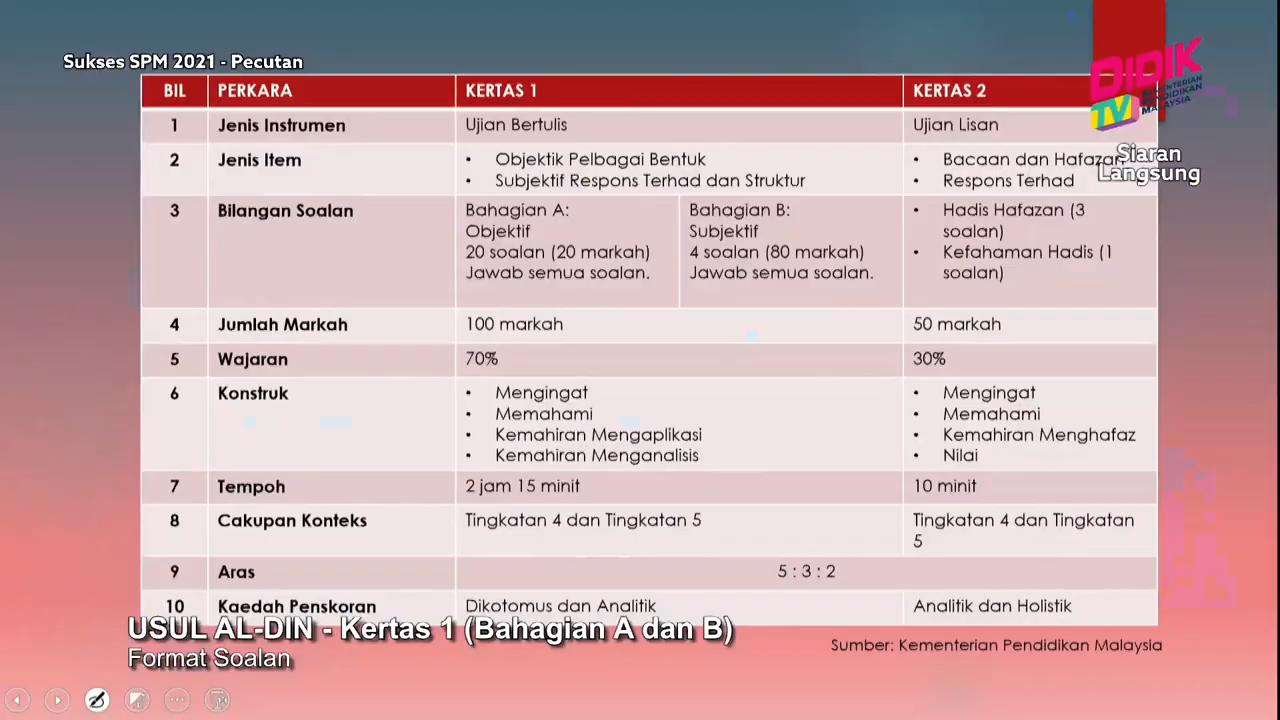 Sukses SPM 2021 - Pecutan
DIDIK
TV
KEMENTERIAN
PENDIDIKAN
MALAYSIA
Siaran
Langsung
BIL PERKARA KERTAS 1 KERTAS 2
1 Jenis Instrumen Ujian Bertulis Ujian Lisan
2 Jenis Item
• Objektik Pelbagai Bentuk
• Subjektif Respons Terhad dan Struktur
• Bacaan dan Hafazan
• Respons Terhad
3 Bilangan Soalan
Bahagian A:
Objektif
20 soalan (20 markah)
Jawab semua soalan.
Bahagian B:
Subjektif
4 soalan (80 markah)
Jawab semua soalan.
• Hadis Hafazan (3
soalan)
• Kefahaman Hadis (1
soalan)
4 Jumlah Markah 100 markah 50 markah
5 Wajaran 70% 30%
6 Konstruk
• Mengingat
• Memahami
• Kemahiran Mengaplikasi
• Kemahiran Menganalisis
• Mengingat
• Memahami
• Kemahiran Menghafaz
• Nilai
7 Tempoh 2 jam 15 minit 10 minit
8 Cakupan Konteks Tingkatan 4 dan Tingkatan 5 Tingkatan 4 dan Tingkatan
5
9 Aras 5 : 3 : 2
10 Kaedah Penskoran Dikotomus dan Analitik Analitik dan Holistik
USUL AL-DIN - Kertas 1 (Bahagian A dan B)
Format Soalan
Sumber: Kementerian Pendidikan Malaysia